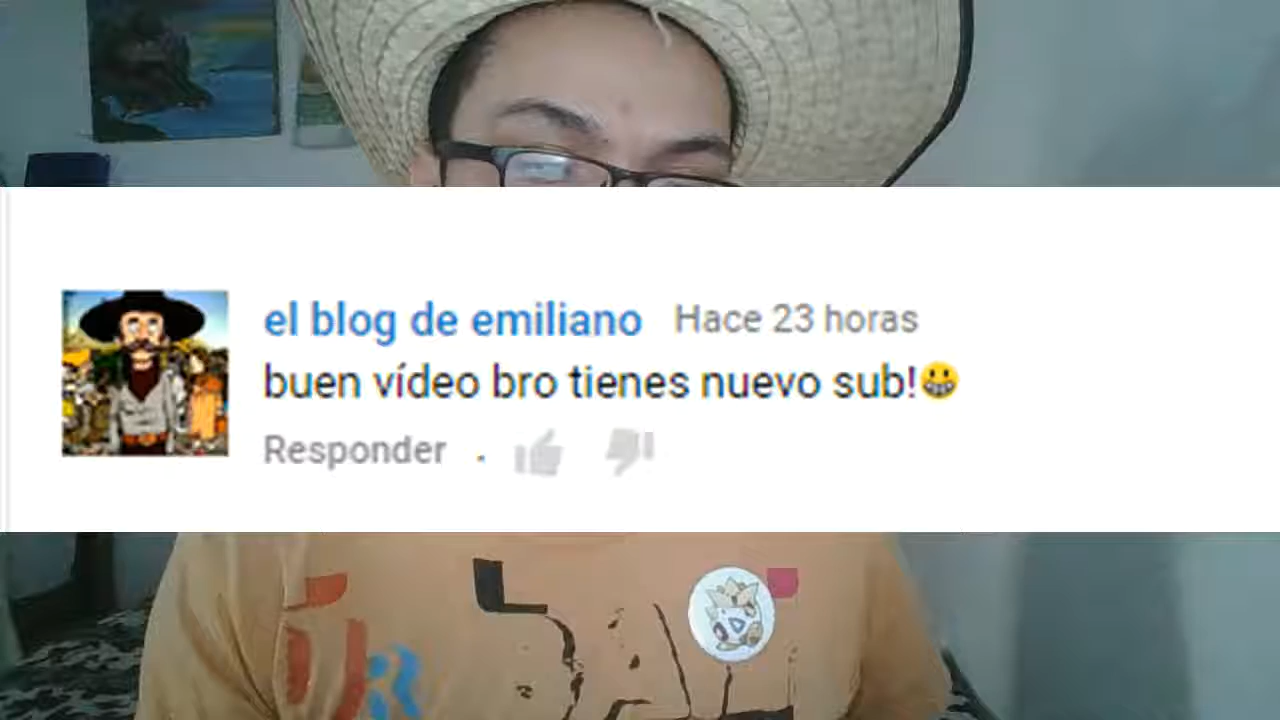 el blog de emiliano Hace 23 horas
buen vídeo bro tienes nuevo sub!😀
Responder